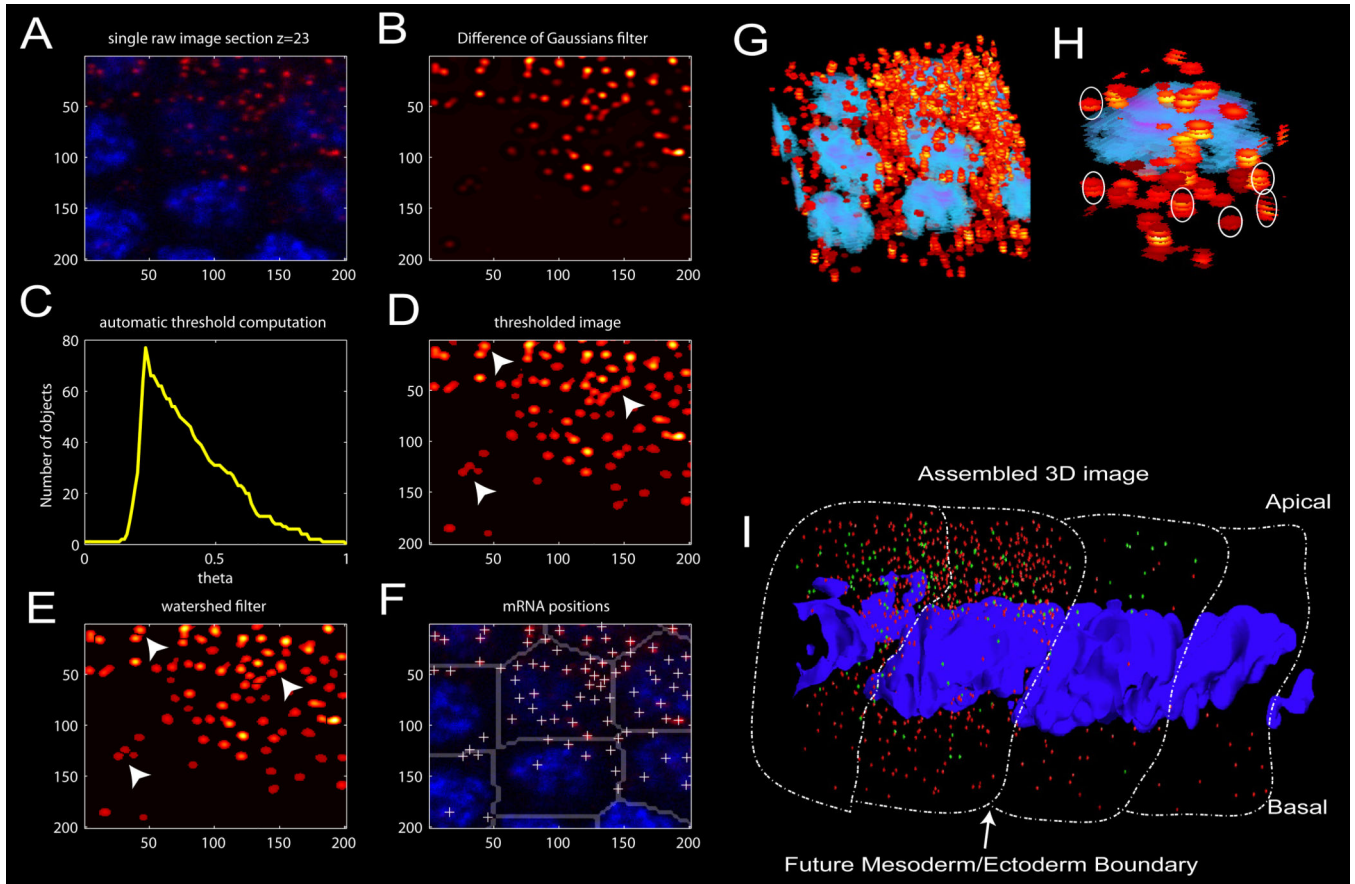 A
single raw image section z=23
50
100
150
200
50 100 150 200
B
Difference of Gaussians filter
50
100
150
200
50 100 150 200
C
automatic threshold computation
Number of objects
80
60
40
20
0
0 0.5 1
theta
D
thresholded image
50
100
150
200
50 100 150 200
E
watershed filter
50
100
150
200
50 100 150 200
F
mRNA positions
50
100
150
200
50 100 150 200
G
H
I
Assembled 3D image
Apical
Basal
Future Mesoderm/Ectoderm Boundary